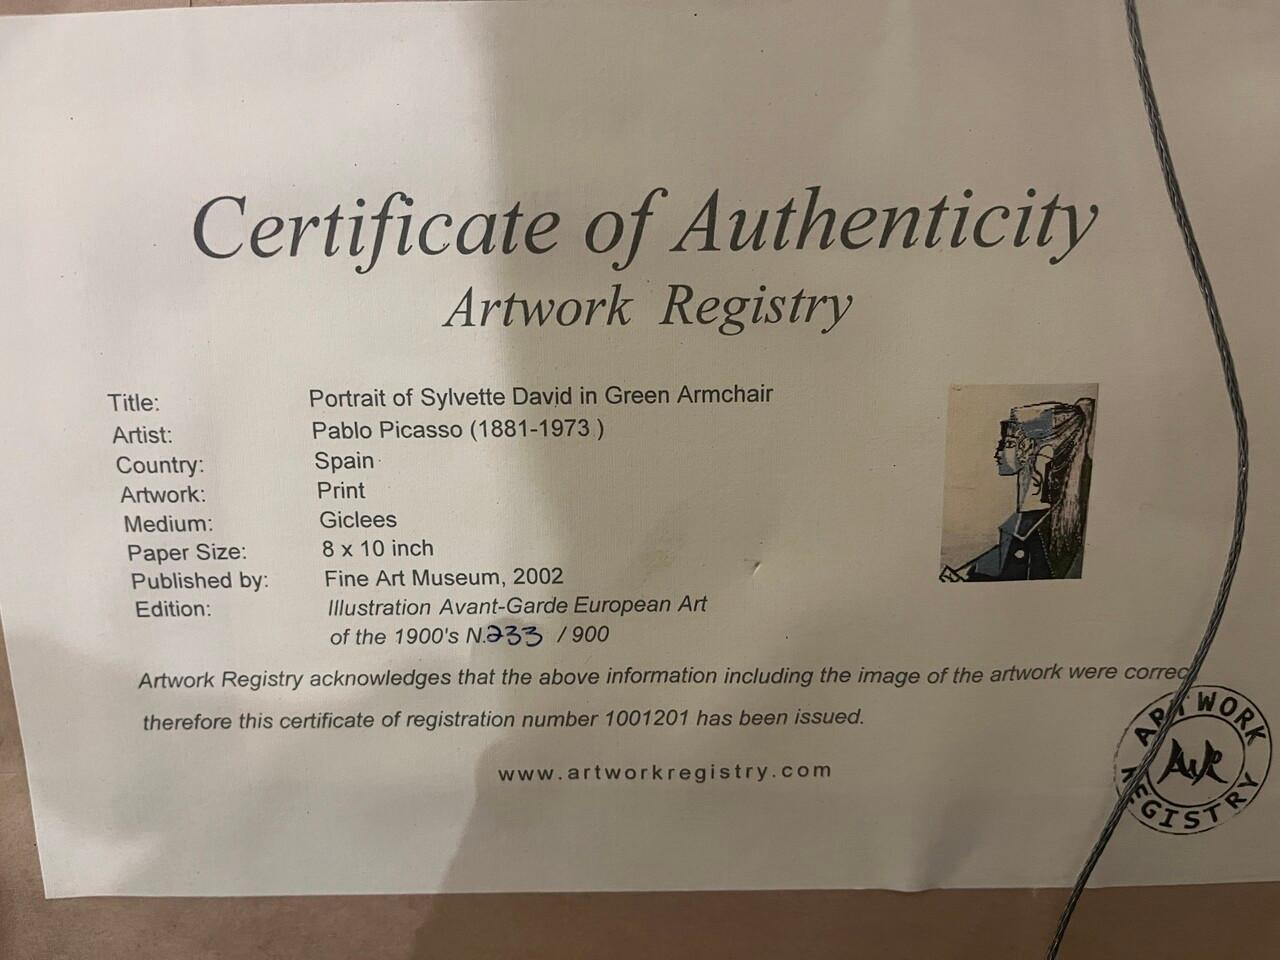 Certificate of Authenticity
Artwork Registry
Title: Portrait of Sylvette David in Green Armchair
Artist: Pablo Picasso (1881-1973 )
Country: Spain
Artwork: Print
Medium: Giclees
Paper Size: 8 x 10 inch
Published by: Fine Art Museum, 2002
Edition: Illustration Avant-Garde European Art
of the 1900's N.233 / 900
Artwork Registry acknowledges that the above information including the image of the artwork were correc
therefore this certificate of registration number 1001201 has been issued.
www.artworkregistry.com
ARTWORK
AWR
REGISTRY